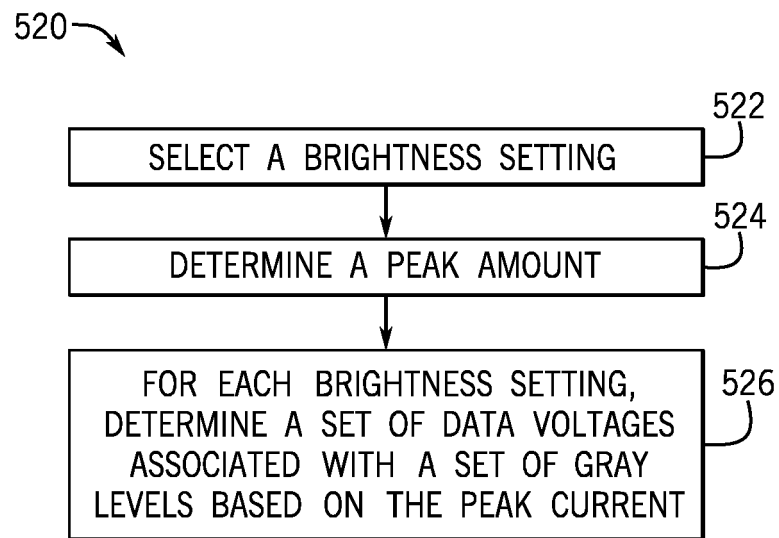 520
522
SELECT A BRIGHTNESS SETTING
524
DETERMINE A PEAK AMOUNT
526
FOR EACH BRIGHTNESS SETTING,
DETERMINE A SET OF DATA VOLTAGES
ASSOCIATED WITH A SET OF GRAY
LEVELS BASED ON THE PEAK CURRENT